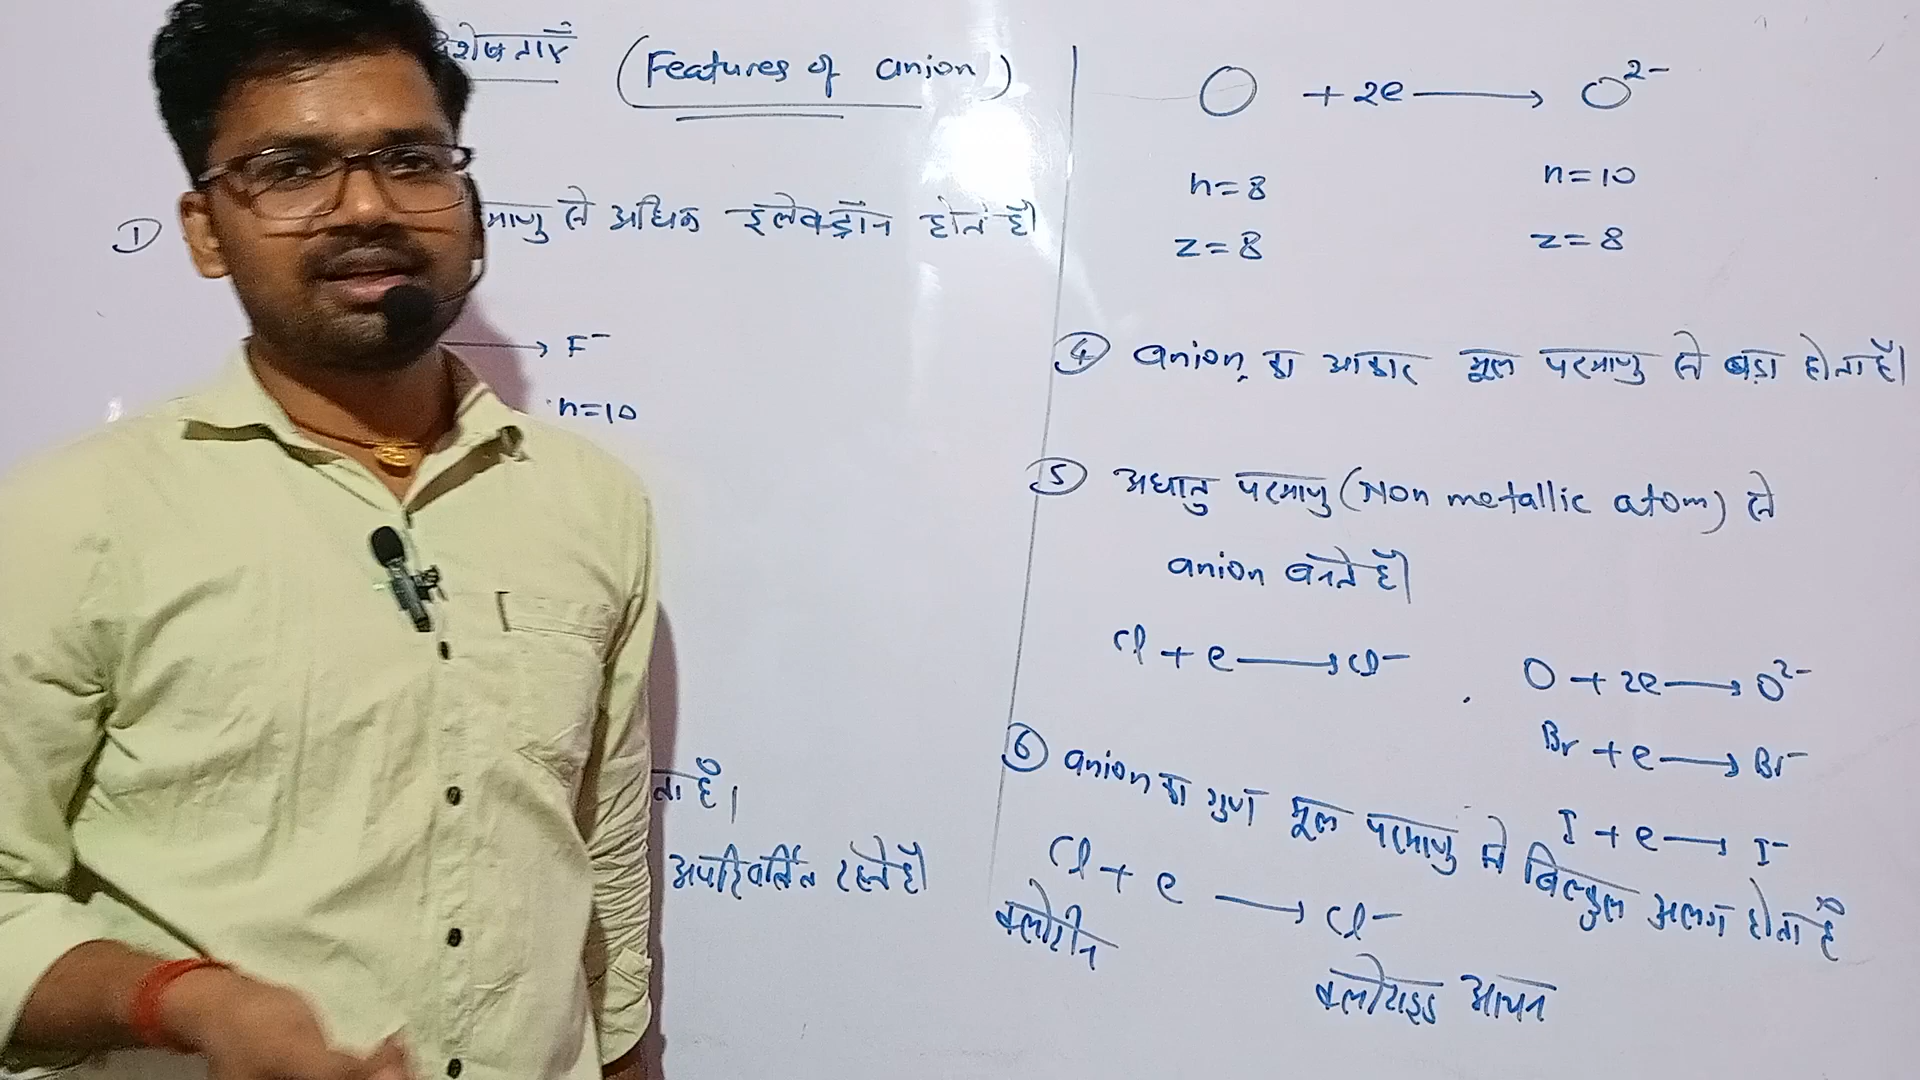 शेषताएँ (Features of anion)
① माणु से अधिक इलेक्ट्रॉन होते हैं।
⟶ F⁻
n=10
ता है।
अपरिवर्तित रहते हैं।
O + 2e ⟶ O²⁻
n=8 n=10
z=8 z=8
④ anion का आकार मूल परमाणु से बड़ा होता है।
⑤ अधातु परमाणु (Non metallic atom) से
anion बनते हैं।
Cl + e ⟶ Cl⁻
O + 2e ⟶ O²⁻
Br + e ⟶ Br⁻
I + e ⟶ I⁻
⑥ anion का गुण मूल परमाणु से बिल्कुल अलग होता है
Cl + e ⟶ Cl⁻
क्लोरीन
क्लोराइड आयन